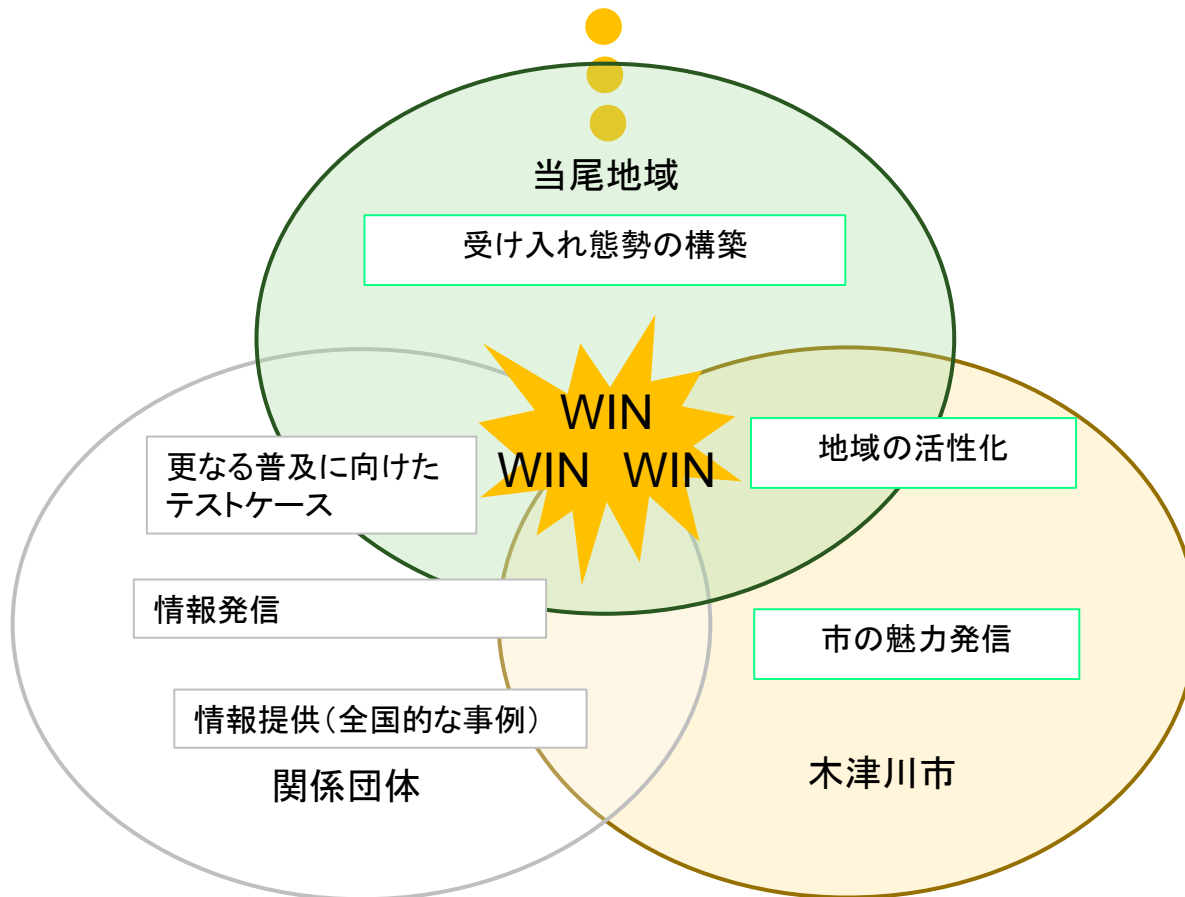 当尾地域
受け入れ態勢の構築
WIN
WIN WIN
地域の活性化
更なる普及に向けた
テストケース
情報発信
市の魅力発信
情報提供（全国的な事例）
木津川市
関係団体